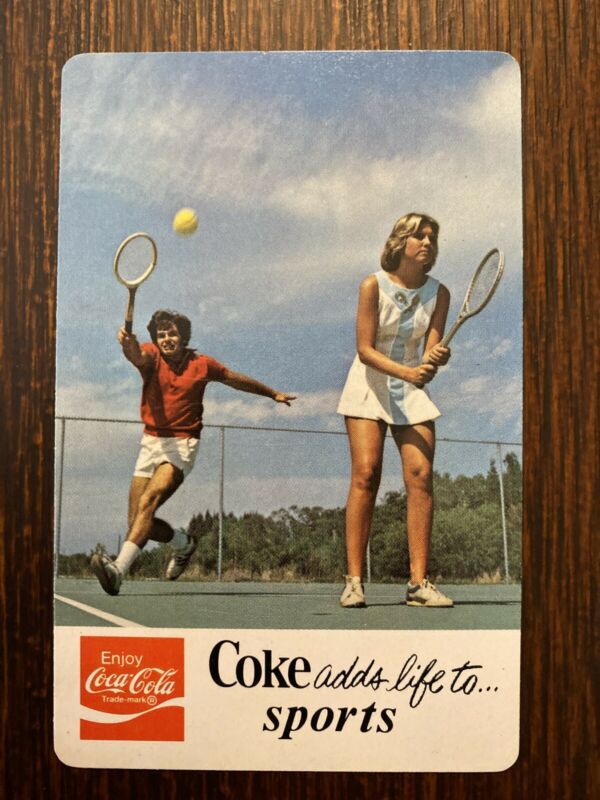 Enjoy
Coca-Cola
Trade-mark®
Coke adds life to...
sports